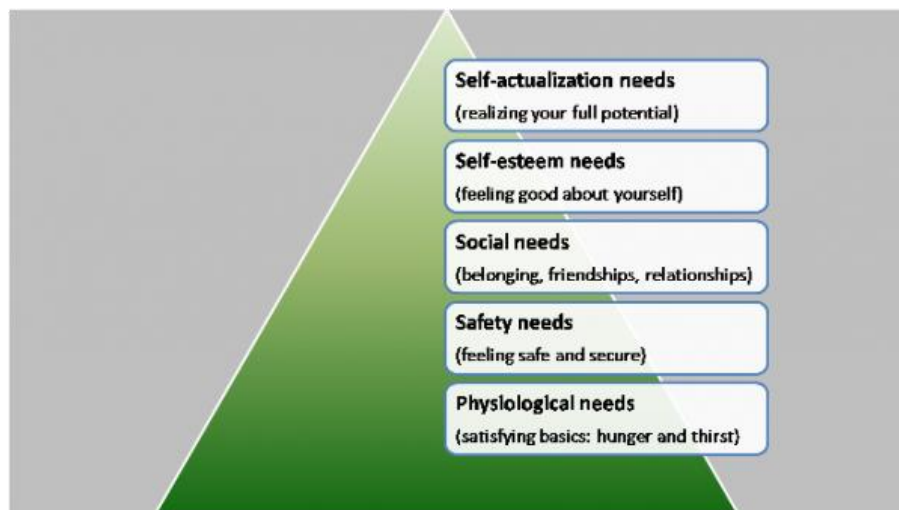 Self-actualization needs
(realizing your full potential)
Self-esteem needs
(feeling good about yourself)
Social needs
(belonging, friendships, relationships)
Safety needs
(feeling safe and secure)
Physiological needs
(satisfying basics: hunger and thirst)